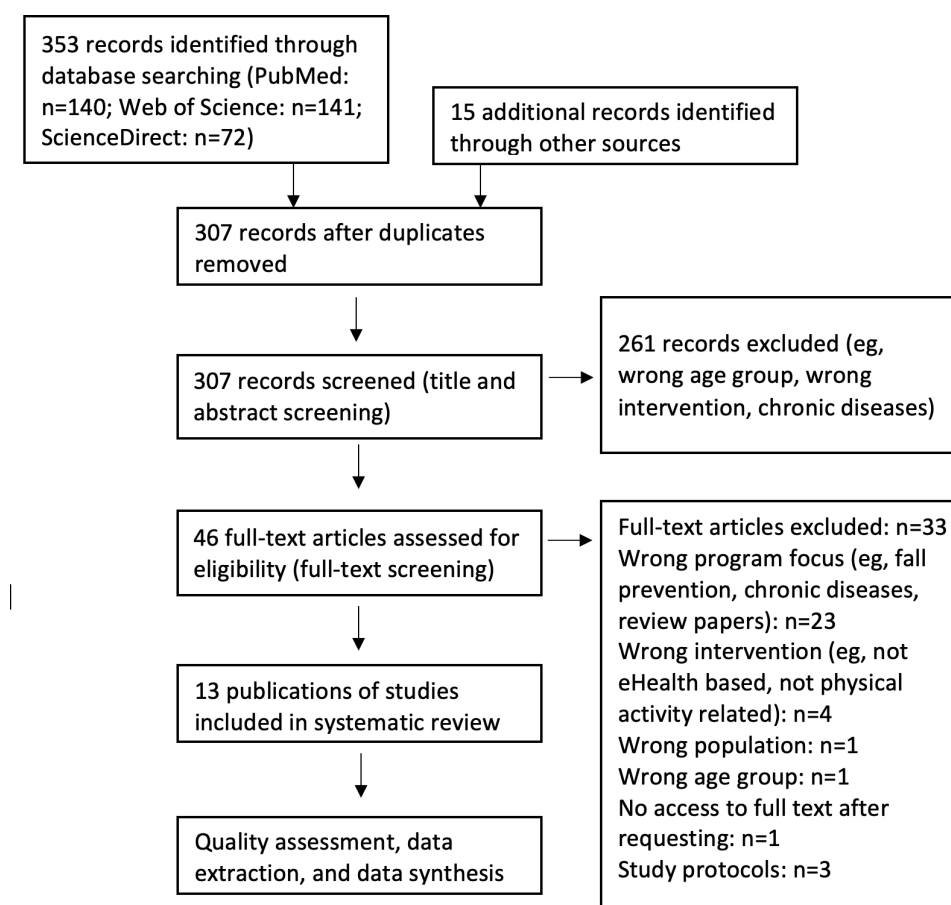 353 records identified through
database searching (PubMed:
n=140; Web of Science: n=141;
ScienceDirect: n=72)
15 additional records identified
through other sources
307 records after duplicates
removed
307 records screened (title and
abstract screening)
261 records excluded (eg,
wrong age group, wrong
intervention, chronic diseases)
46 full-text articles assessed for
eligibility (full-text screening)
Full-text articles excluded: n=33
Wrong program focus (eg, fall
prevention, chronic diseases,
review papers): n=23
Wrong intervention (eg, not
eHealth based, not physical
activity related): n=4
Wrong population: n=1
Wrong age group: n=1
No access to full text after
requesting: n=1
Study protocols: n=3
13 publications of studies
included in systematic review
Quality assessment, data
extraction, and data synthesis